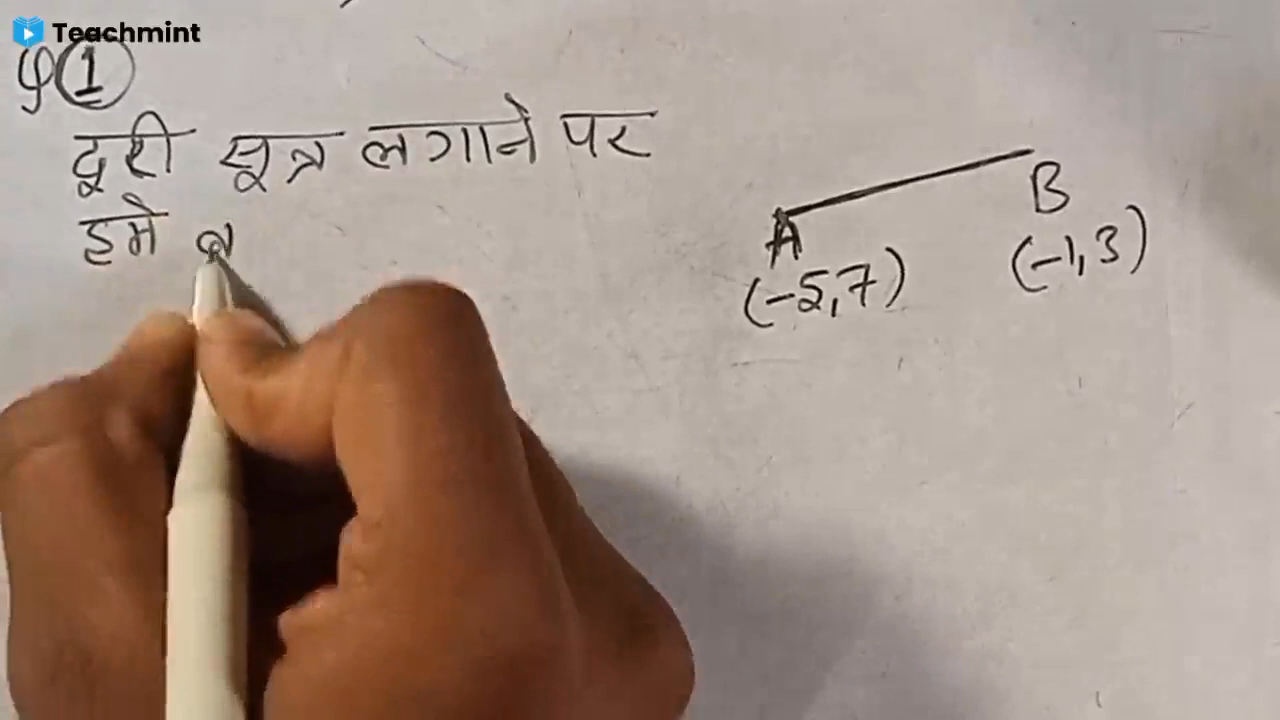 Teachmint
Q 1
दूरी सूत्र लगाने पर
हमे
A
(-5,7)
B
(-1,3)